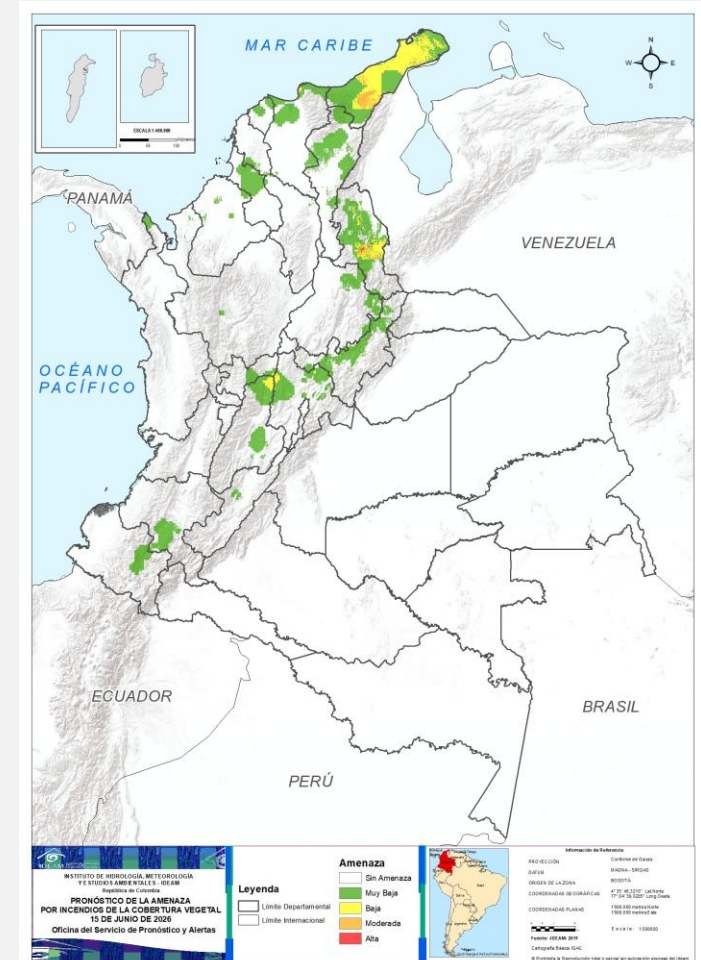 MAR CARIBE
N
W
E
S
ESCALA 1:400.000
PANAMÁ
VENEZUELA
OCÉANO
PACÍFICO
ECUADOR
PERÚ
BRASIL
INSTITUTO DE HIDROLOGÍA, METEOROLOGÍA
Y ESTUDIOS AMBIENTALES - IDEAM
República de Colombia
PRONÓSTICO DE LA AMENAZA
POR INCENDIOS DE LA COBERTURA VEGETAL
15 DE JUNIO DE 2026
Oficina del Servicio de Pronóstico y Alertas
Leyenda
Límite Departamental
Límite Internacional
Amenaza
Sin Amenaza
Muy Baja
Baja
Moderada
Alta
Información de Referencia
PROYECCIÓN
Conforme de Gauss
DATUM
MAGNA - SIRGAS
ORIGEN DE LA ZONA
BOGOTÁ
COORDENADAS GEOGRÁFICAS
COORDENADAS PLANAS
Fuente: IDEAM
Cartografía Básica IGAC